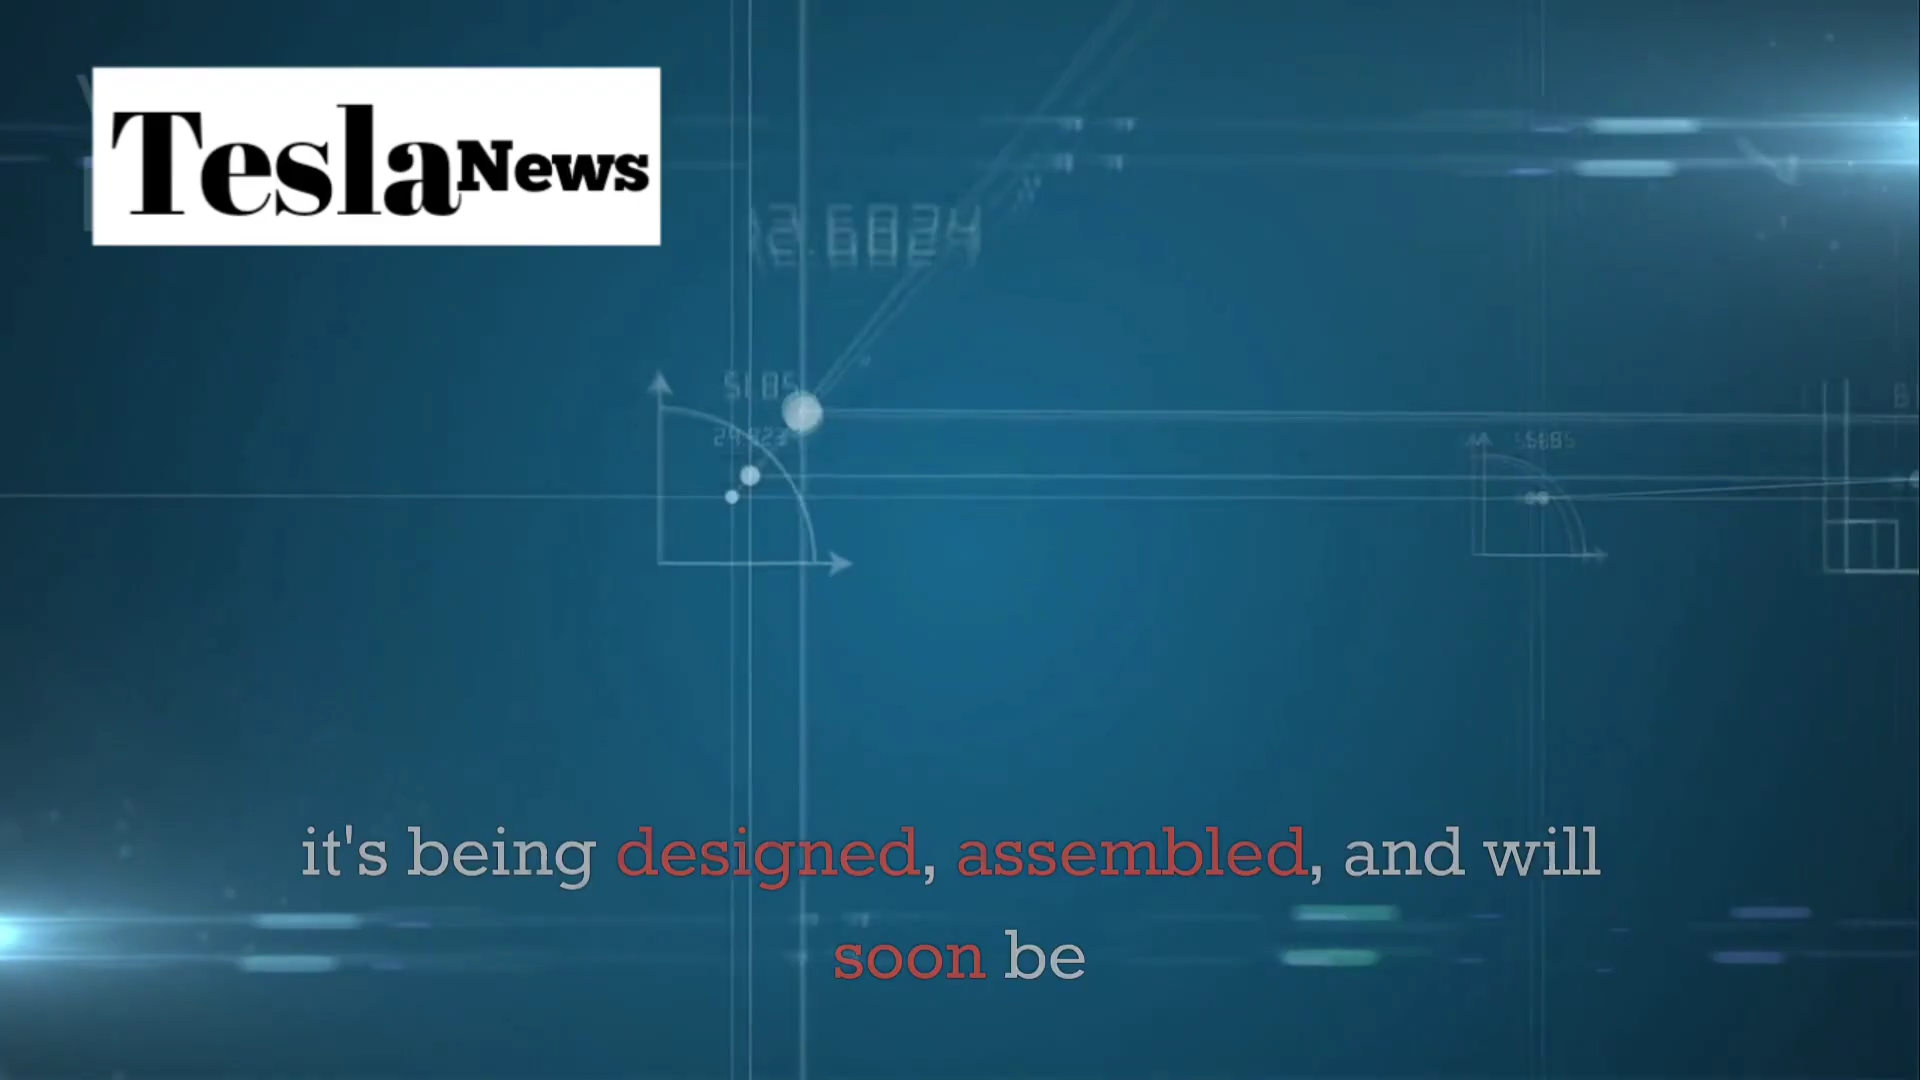 TeslaNews
it's being designed, assembled, and will
soon be